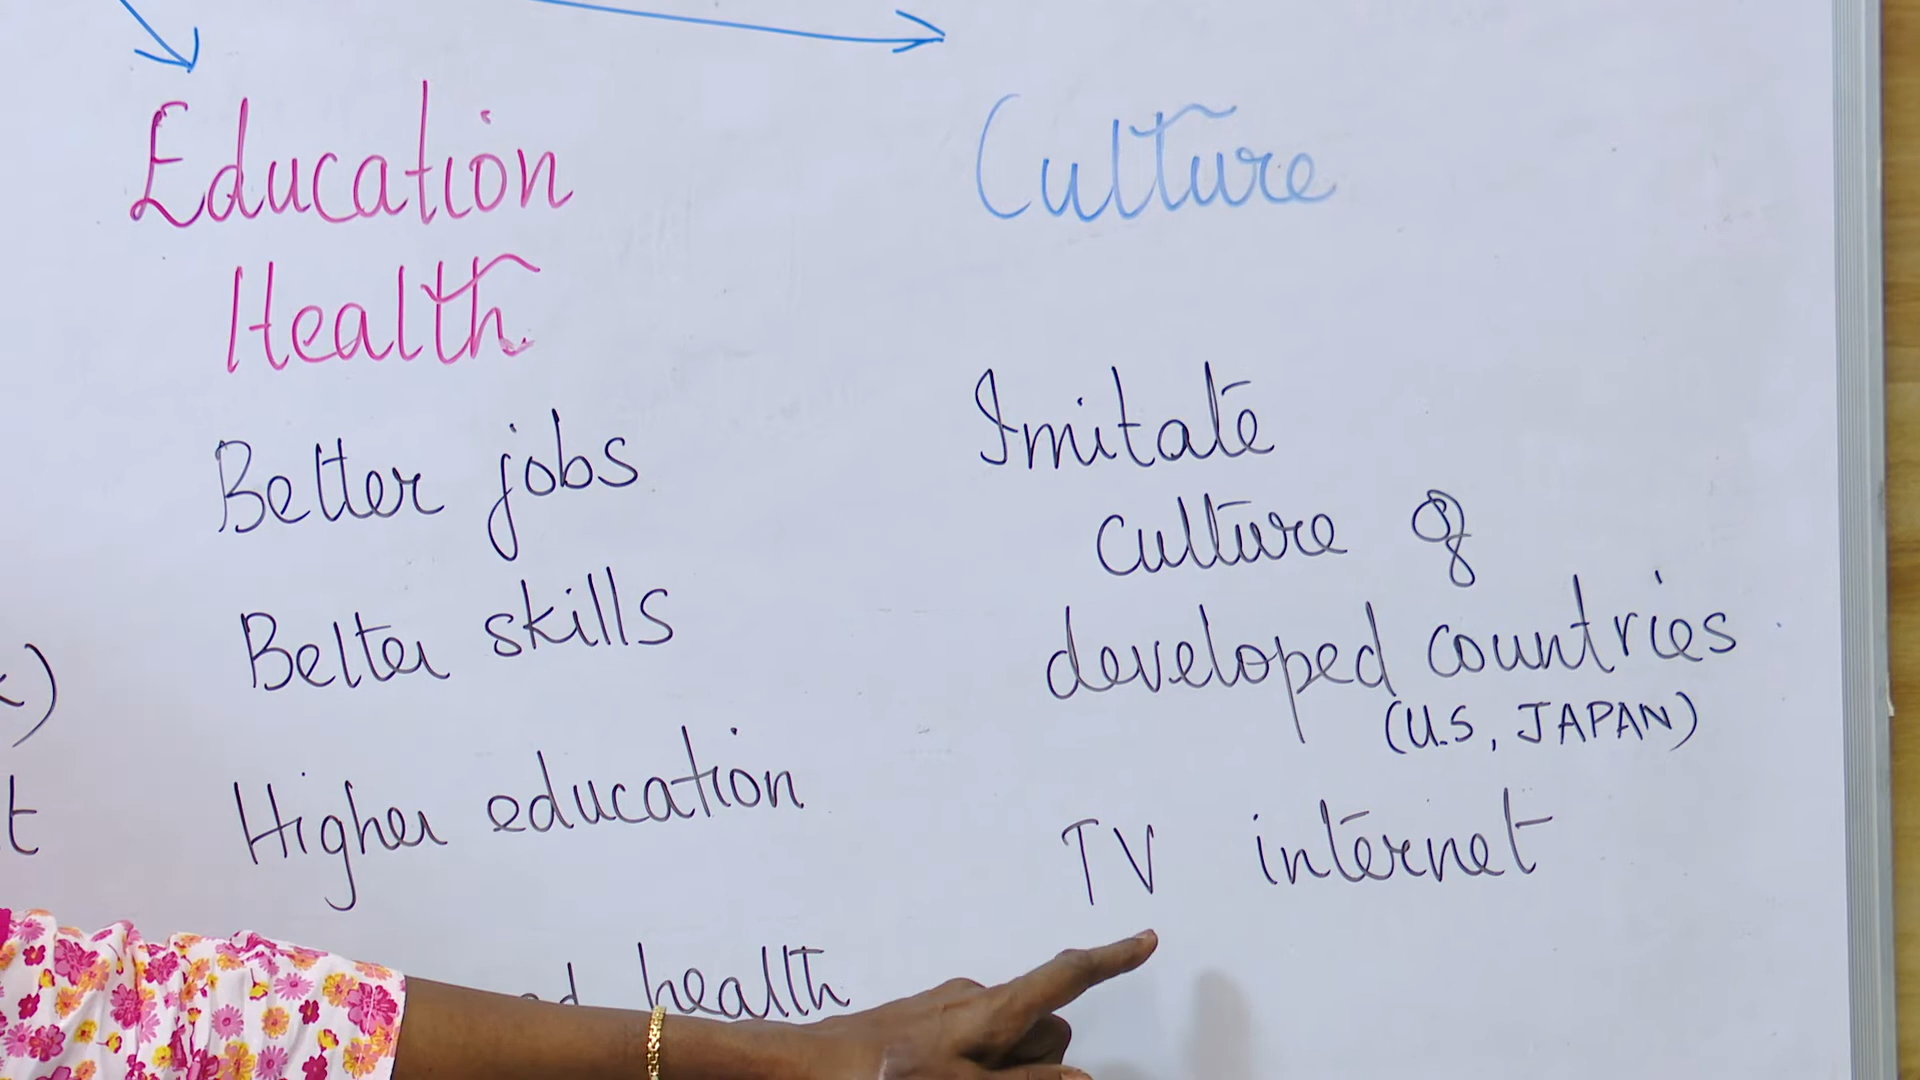 Education
Health
Better jobs
Better skills
Higher education
health
Culture
Imitate
culture of
developed countries
(U.S, JAPAN)
TV internet